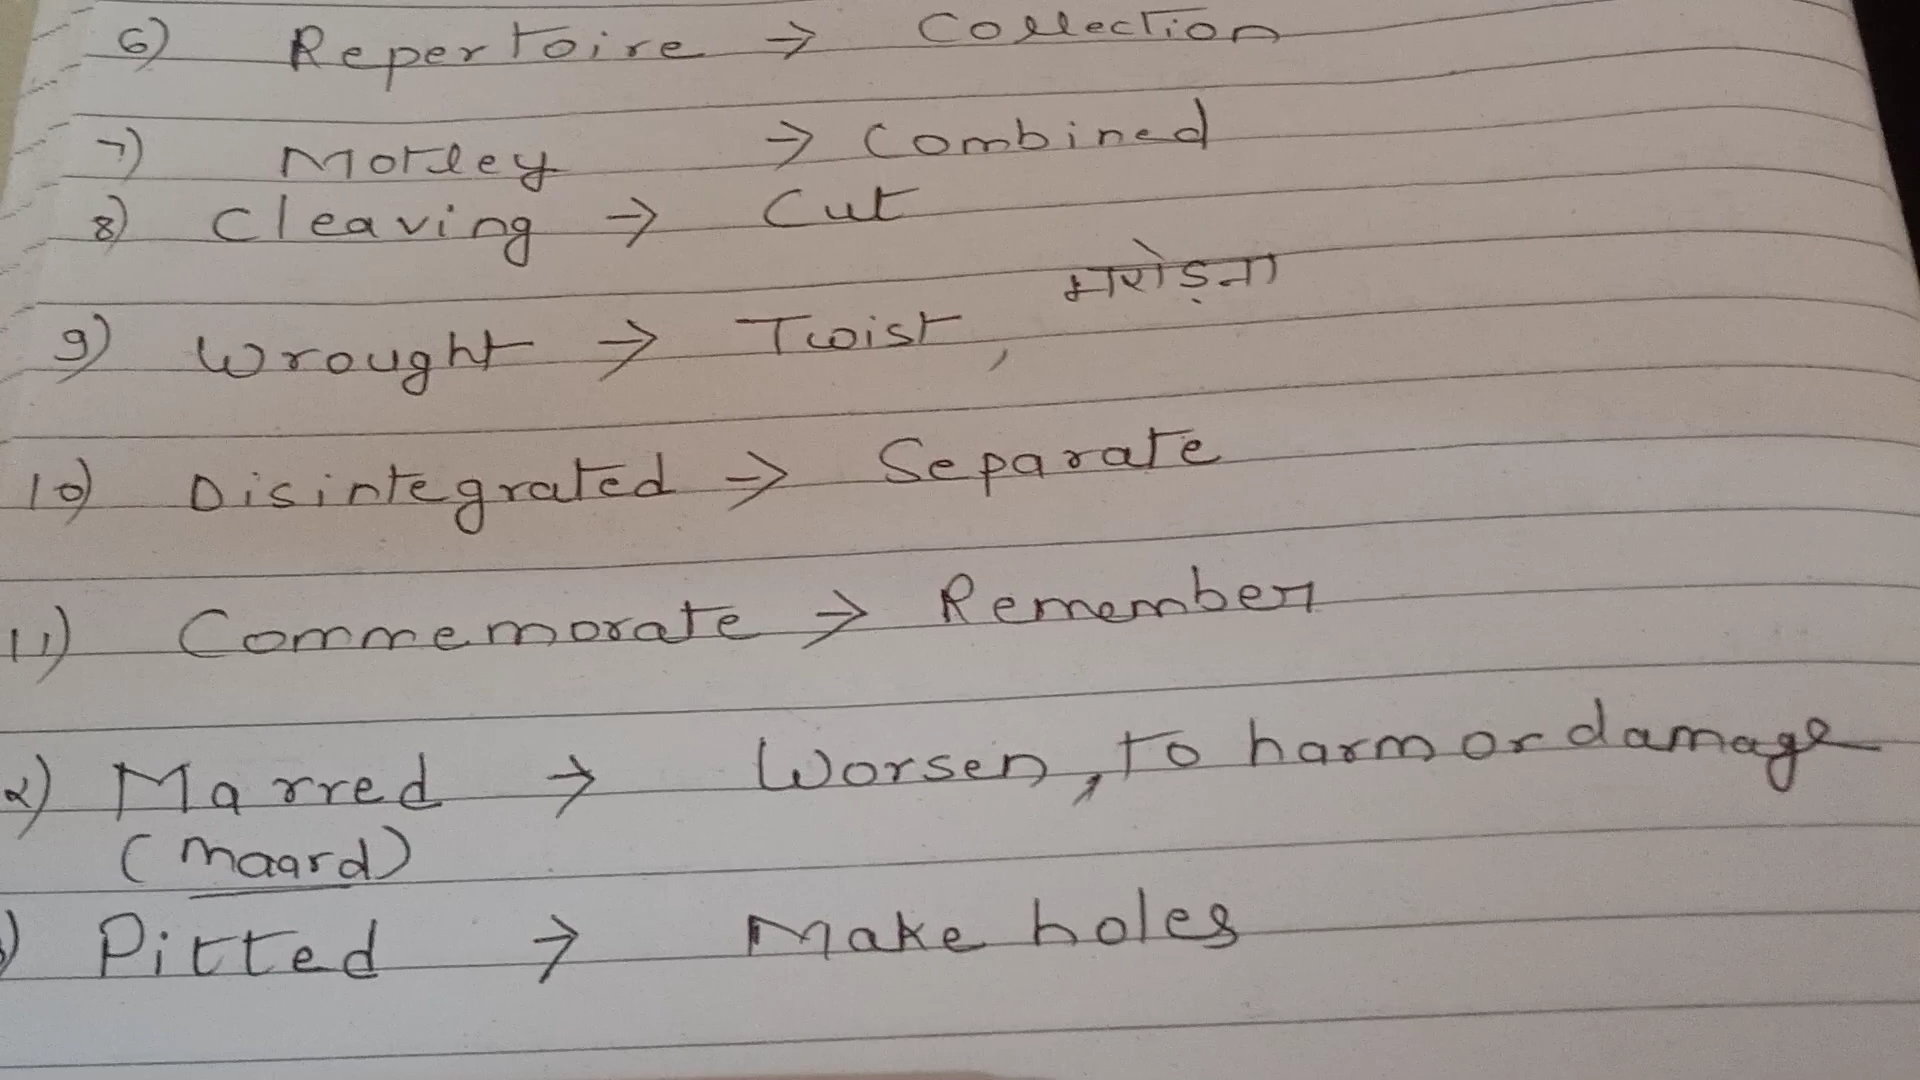 6) Repertoire → Collection
7) Motley → Combined
8) Cleaving → Cut
9) Wrought → Twist, मरोड़ना
10) Disintegrated → Separate
11) Commemorate → Remember
2) Marred → Worsen, to harm or damage
(maard)
) Pitted → Make holes